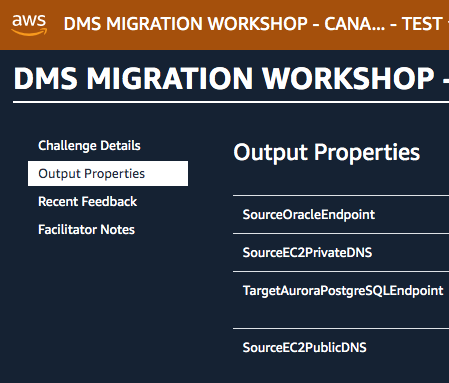 aws
DMS MIGRATION WORKSHOP - CANA... - TEST
DMS MIGRATION WORKSHOP -
Challenge Details
Output Properties
Recent Feedback
Facilitator Notes
Output Properties
SourceOracleEndpoint
SourceEC2PrivateDNS
TargetAuroraPostgreSQLEndpoint
SourceEC2PublicDNS